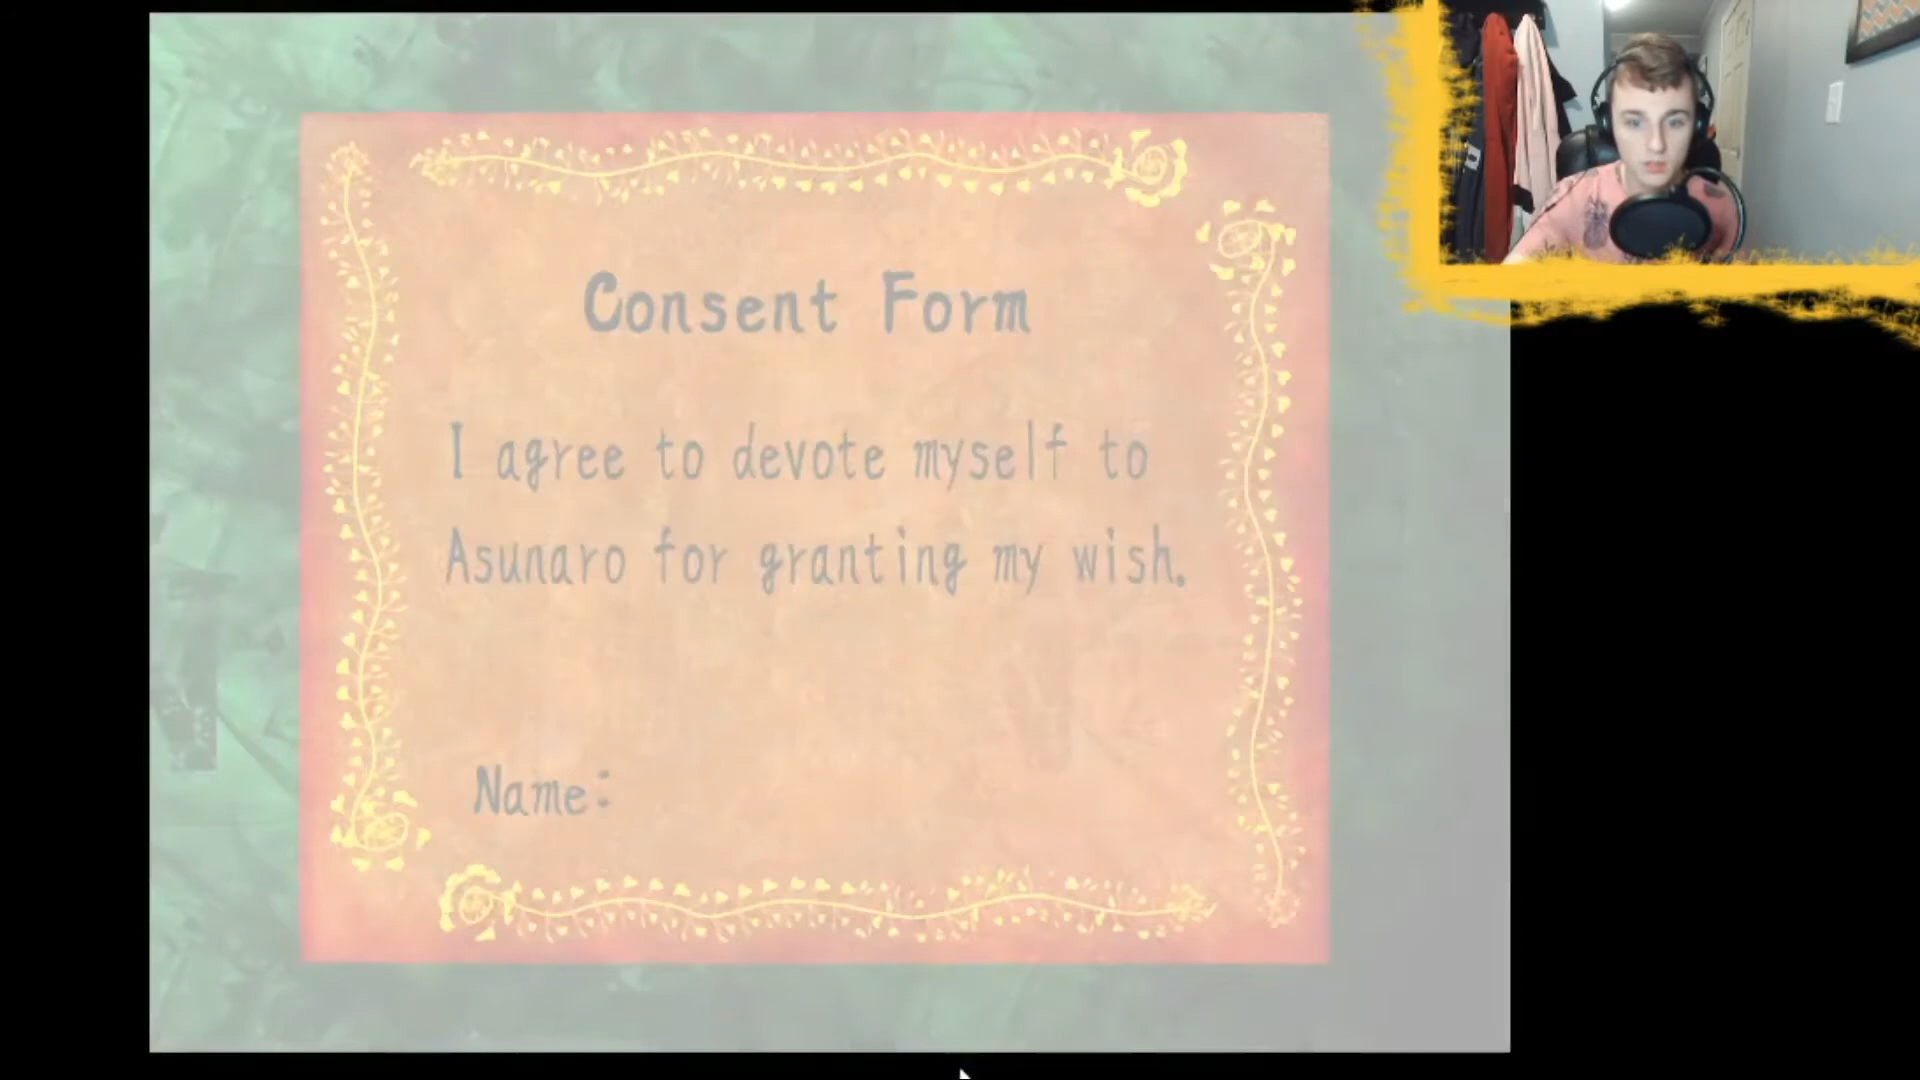 Consent Form
I agree to devote myself to
Asunaro for granting my wish.
Name: